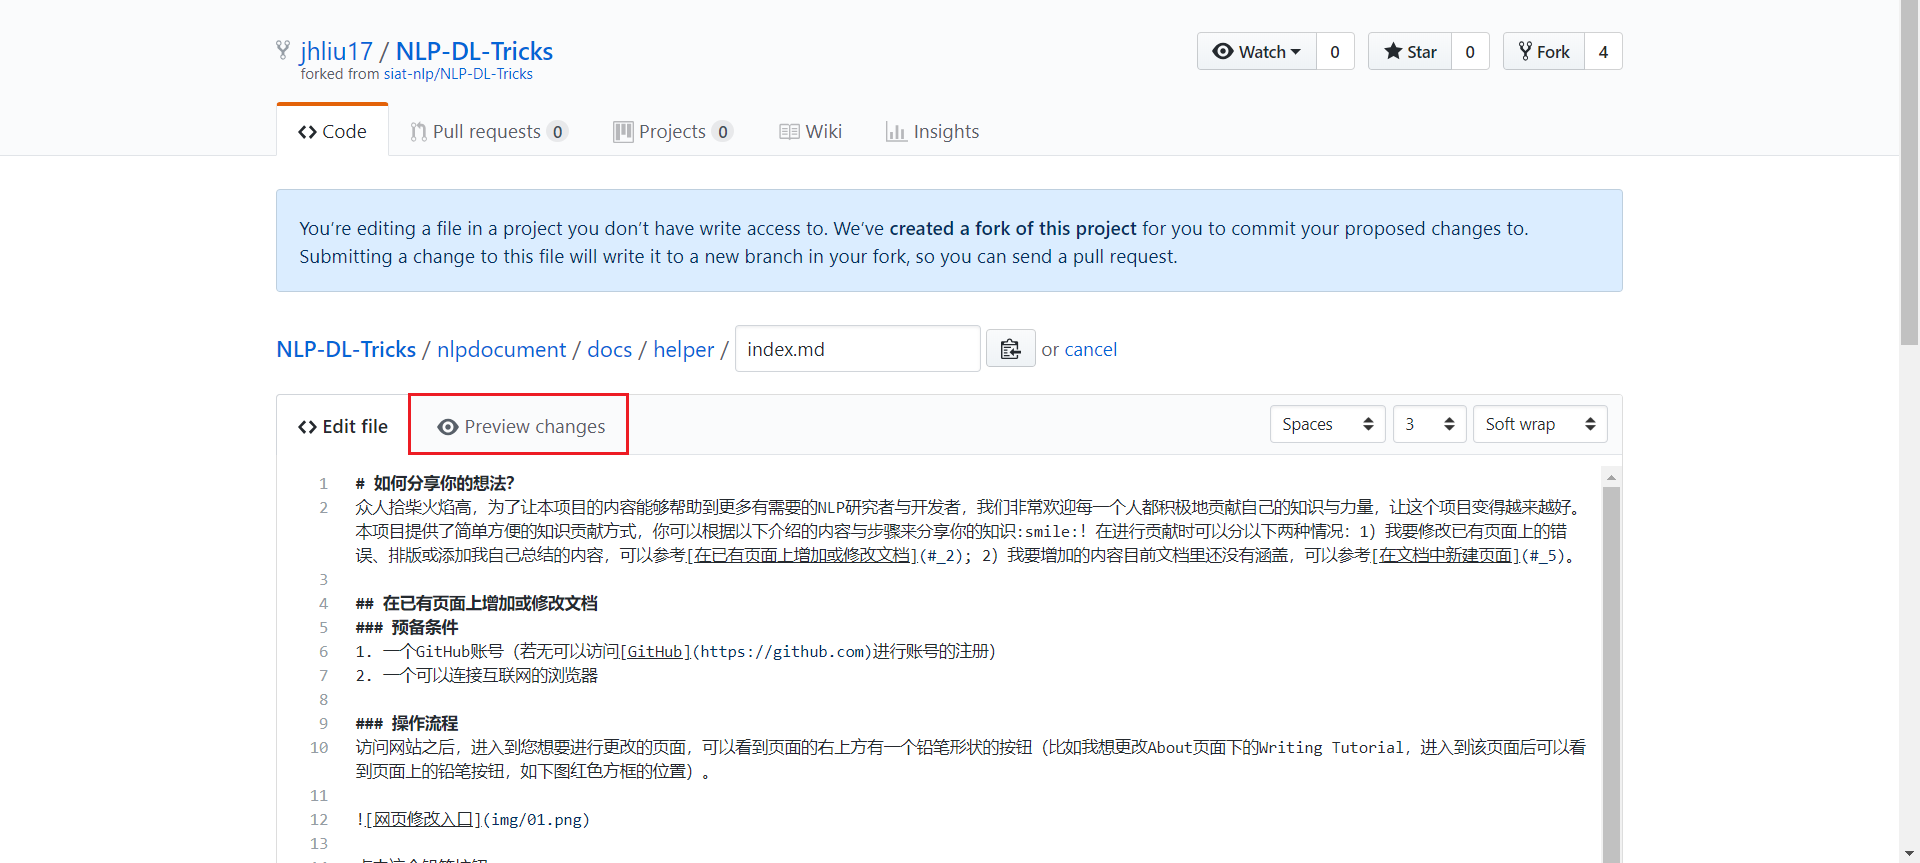 jhliu17 / NLP-DL-Tricks
forked from siat-nlp/NLP-DL-Tricks
Watch 0 Star 0 Fork 4
Code Pull requests 0 Projects 0 Wiki Insights
You’re editing a file in a project you don’t have write access to. We’ve created a fork of this project for you to commit your proposed changes to.
Submitting a change to this file will write it to a new branch in your fork, so you can send a pull request.
NLP-DL-Tricks / nlpdocument / docs / helper / index.md or cancel
Edit file Preview changes Spaces 3 Soft wrap
1 # 如何分享你的想法？
2 众人拾柴火焰高，为了让本项目的内容能够帮助到更多有需要的NLP研究者与开发者，我们非常欢迎每一个人都积极地贡献自己的知识与力量，让这个项目变得越来越好。
本项目提供了简单方便的知识贡献方式，你可以根据以下介绍的内容与步骤来分享你的知识:smile:！在进行贡献时可以分以下两种情况：1）我要修改已有页面上的错
误、排版或添加我自己总结的内容，可以参考[在已有页面上增加或修改文档](#_2)；2）我要增加的内容目前文档里还没有涵盖，可以参考[在文档中新建页面](#_5)。
3
4 ## 在已有页面上增加或修改文档
5 ### 预备条件
6 1. 一个GitHub账号（若无可以访问[GitHub](https://github.com)进行账号的注册）
7 2. 一个可以连接互联网的浏览器
8
9 ### 操作流程
10 访问网站之后，进入到您想要进行更改的页面，可以看到页面的右上方有一个铅笔形状的按钮（比如我想更改About页面下的Writing Tutorial，进入到该页面后可以看
到页面上的铅笔按钮，如下图红色方框的位置）。
11
12 ![网页修改入口](img/01.png)
13